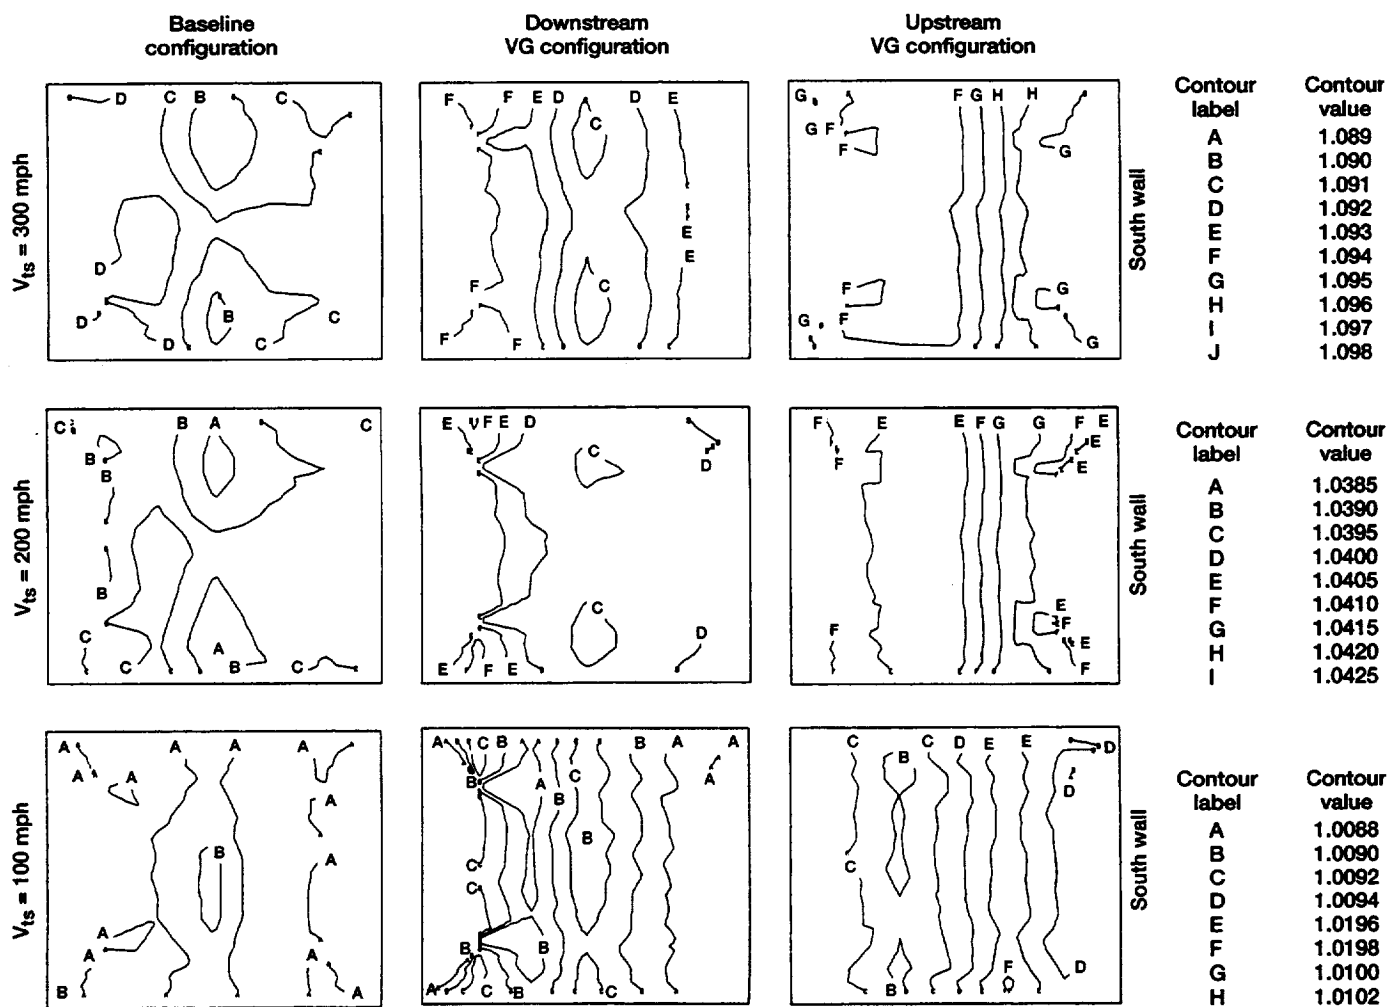 Baseline configuration
Downstream VG configuration
Upstream VG configuration
Vts = 300 mph
D C B C
D
D
D B C C
F F E D D E
C
E
E
F C
F F
G F G H H
G F
F G
F G
G F G
South wall
Contour label Contour value
A 1.089
B 1.090
C 1.091
D 1.092
E 1.093
F 1.094
G 1.095
H 1.096
I 1.097
J 1.098
Vts = 200 mph
C B A C
B
B
B
C A
C B C
E F E D
C
D
C
D
E F E
F E E F G G F E
E
F E
E
F F
E
F
South wall
Contour label Contour value
A 1.0385
B 1.0390
C 1.0395
D 1.0400
E 1.0405
F 1.0410
G 1.0415
H 1.0420
I 1.0425
Vts = 100 mph
A A A A
A A
A
B A
A
A A
B A
A C B B A A
B A C A
B
B
C
C
B B
A C B C
C B C D E E D
D
C
F D
B
South wall
Contour label Contour value
A 1.0088
B 1.0090
C 1.0092
D 1.0094
E 1.0196
F 1.0198
G 1.0100
H 1.0102